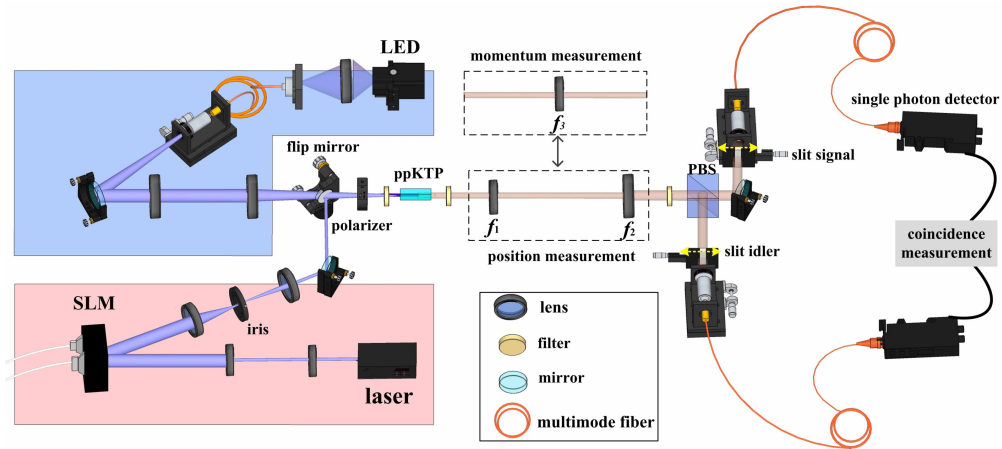 LED
momentum measurement
f3
single photon detector
flip mirror
ppKTP
PBS
slit signal
polarizer
f1
f2
position measurement
slit idler
coincidence
measurement
SLM
iris
laser
lens
filter
mirror
multimode fiber